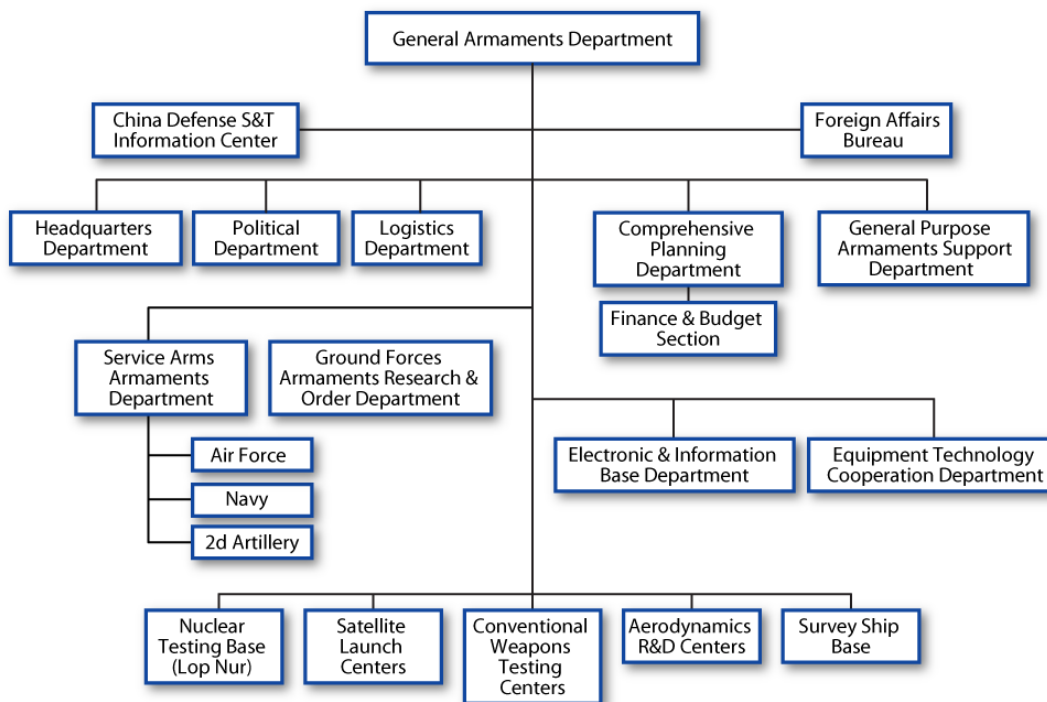 General Armaments Department
China Defense S&T
Information Center
Foreign Affairs
Bureau
Headquarters
Department
Political
Department
Logistics
Department
Comprehensive
Planning
Department
General Purpose
Armaments Support
Department
Finance & Budget
Section
Service Arms
Armaments
Department
Ground Forces
Armaments Research &
Order Department
Air Force
Navy
2d Artillery
Electronic & Information
Base Department
Equipment Technology
Cooperation Department
Nuclear
Testing Base
(Lop Nur)
Satellite
Launch
Centers
Conventional
Weapons
Testing
Centers
Aerodynamics
R&D Centers
Survey Ship
Base